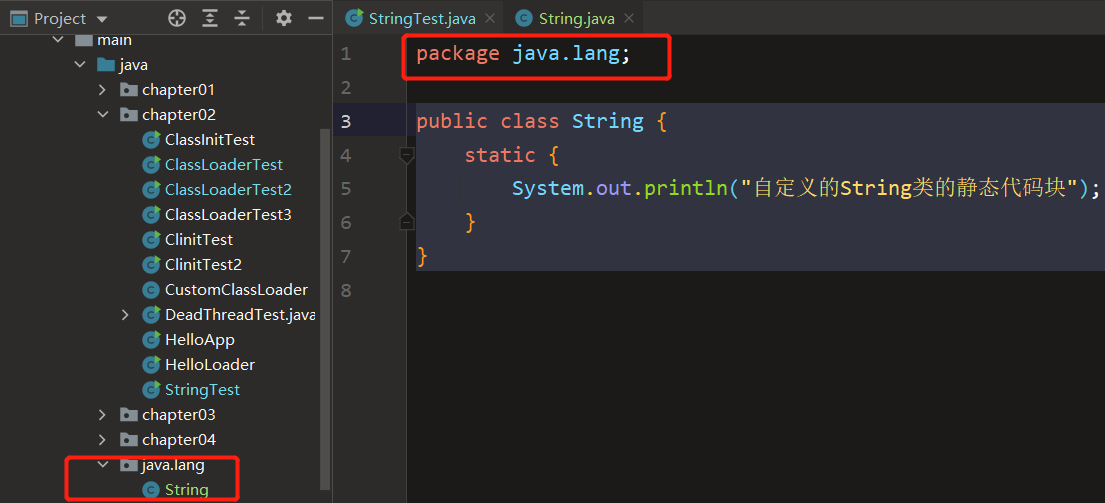 Project
main
java
chapter01
chapter02
ClassInitTest
ClassLoaderTest
ClassLoaderTest2
ClassLoaderTest3
ClinitTest
ClinitTest2
CustomClassLoader
DeadThreadTest.java
HelloApp
HelloLoader
StringTest
chapter03
chapter04
java.lang
String
StringTest.java
String.java
1 package java.lang;
2
3 public class String {
4 static {
5 System.out.println("自定义的String类的静态代码块");
6 }
7 }
8